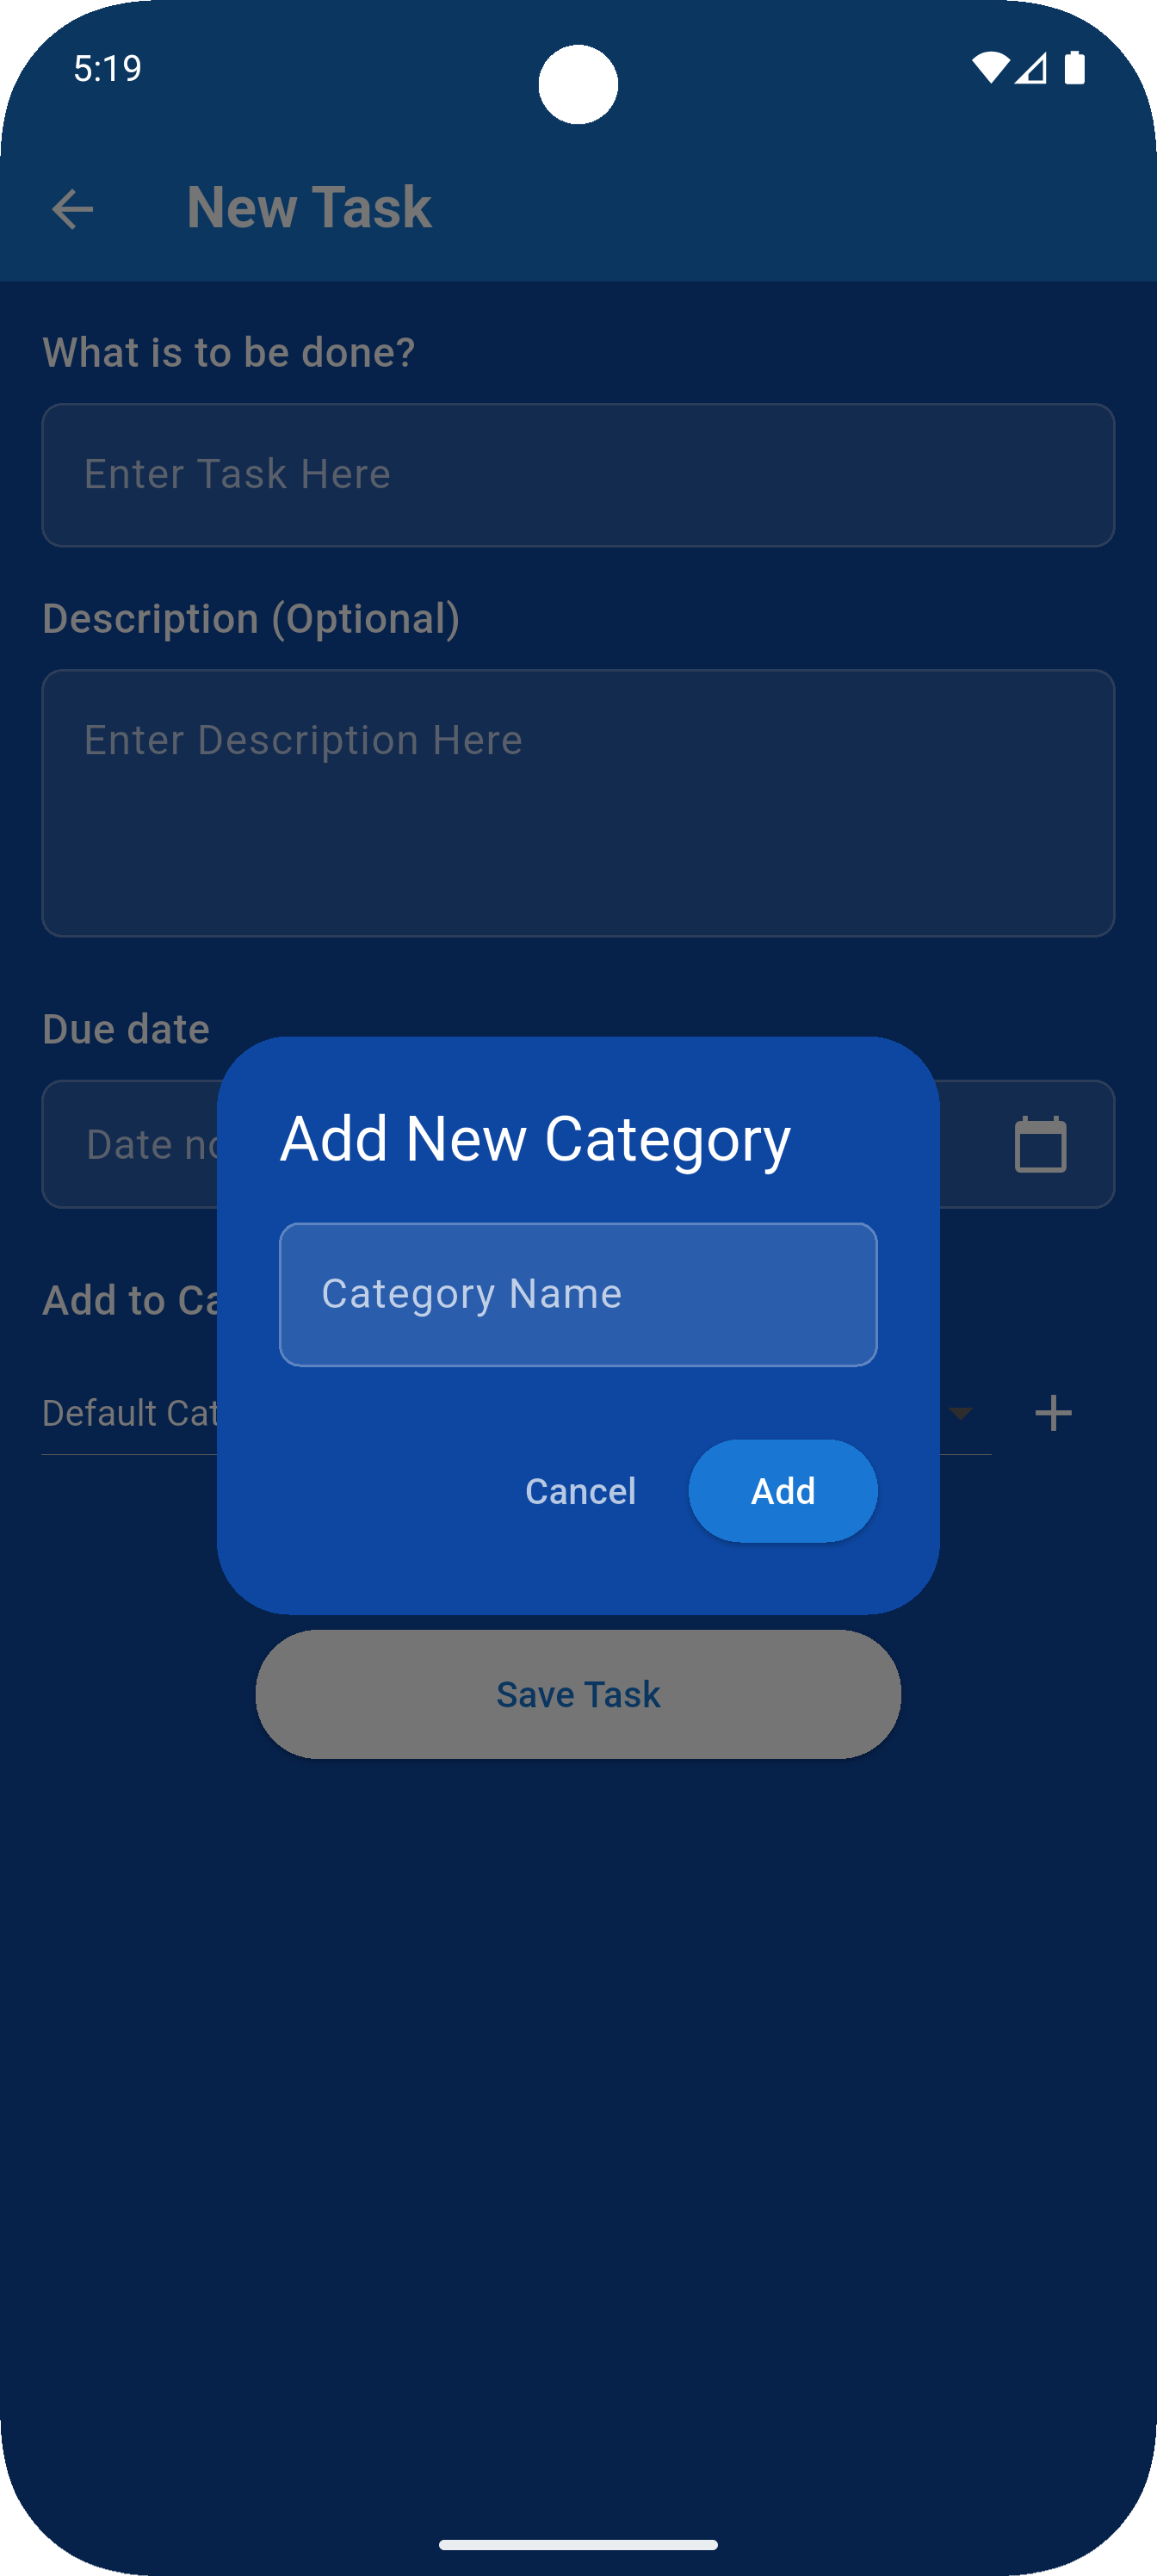 5:19
New Task
What is to be done?
Enter Task Here
Description (Optional)
Enter Description Here
Due date
Date no
Add New Category
Category Name
Add to Ca
Default Cat
Cancel
Add
Save Task